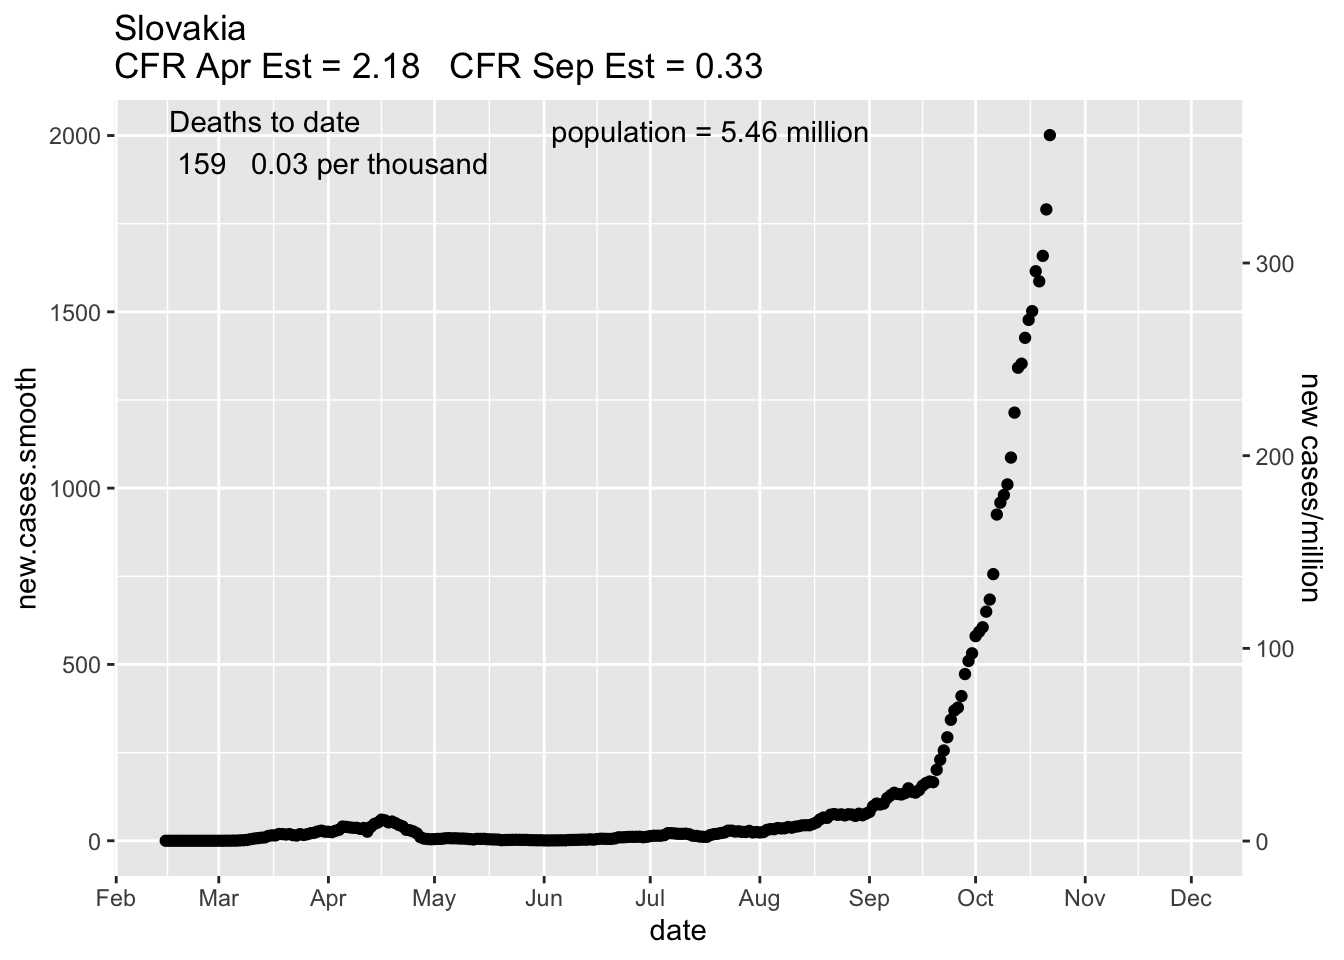 Slovakia
CFR Apr Est = 2.18   CFR Sep Est = 0.33
Deaths to date
159   0.03 per thousand
population = 5.46 million
2000
1500
1000
500
0
new.cases.smooth
300
200
100
0
new cases/million
Feb Mar Apr May Jun Jul Aug Sep Oct Nov Dec
date